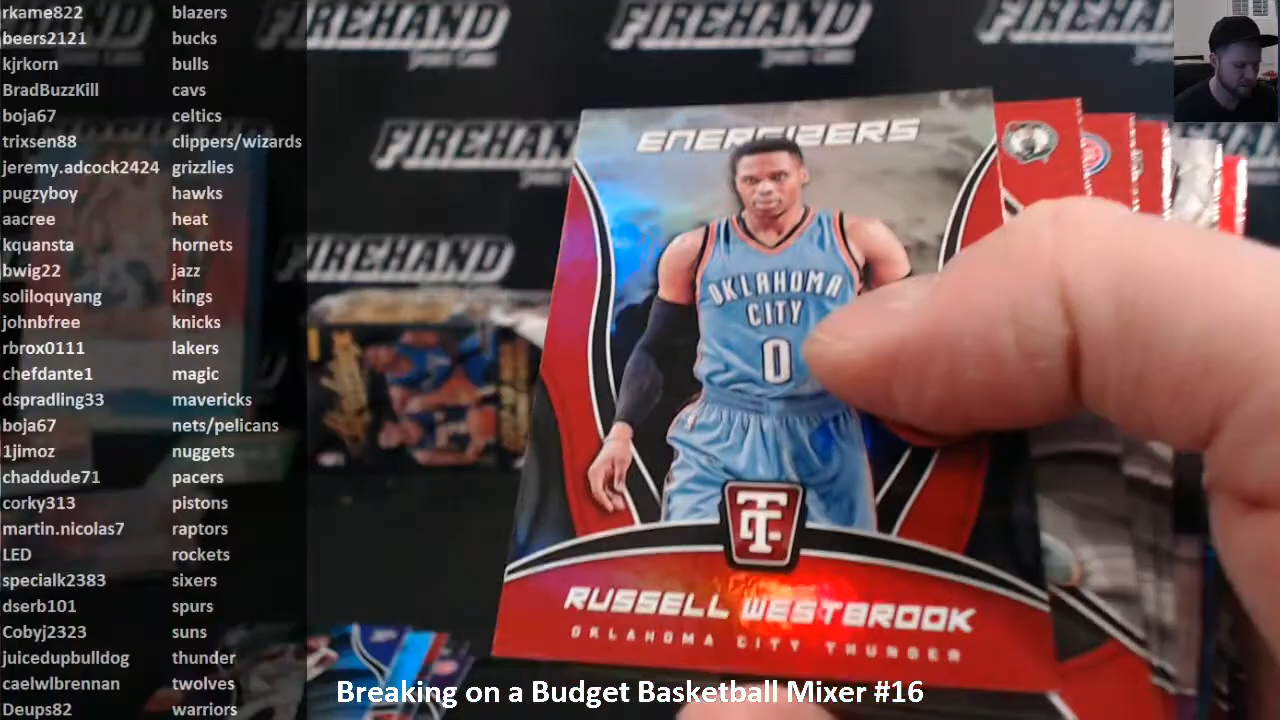 rkame822 blazers
beers2121 bucks
kjrkorn bulls
BradBuzzKill cavs
boja67 celtics
trixsen88 clippers/wizards
jeremy.adcock2424 grizzlies
pugzyboy hawks
aacree heat
kquansta hornets
bwig22 jazz
soliloquyang kings
johnbfree knicks
rbrox0111 lakers
chefdante1 magic
dspradling33 mavericks
boja67 nets/pelicans
1jimoz nuggets
chaddude71 pacers
corky313 pistons
martin.nicolas7 raptors
LED rockets
specialk2383 sixers
dserb101 spurs
Cobyj2323 suns
juicedupbulldog thunder
caelwlbrennan twolves
Deups82 warriors
FIREHAND FIREHAND FIREHAND
FIREHAND
FIREHAND
ENERGIZERS
OKLAHOMA
CITY
0
TC
RUSSELL WESTBROOK
OKLAHOMA CITY THUNDER
Breaking on a Budget Basketball Mixer #16